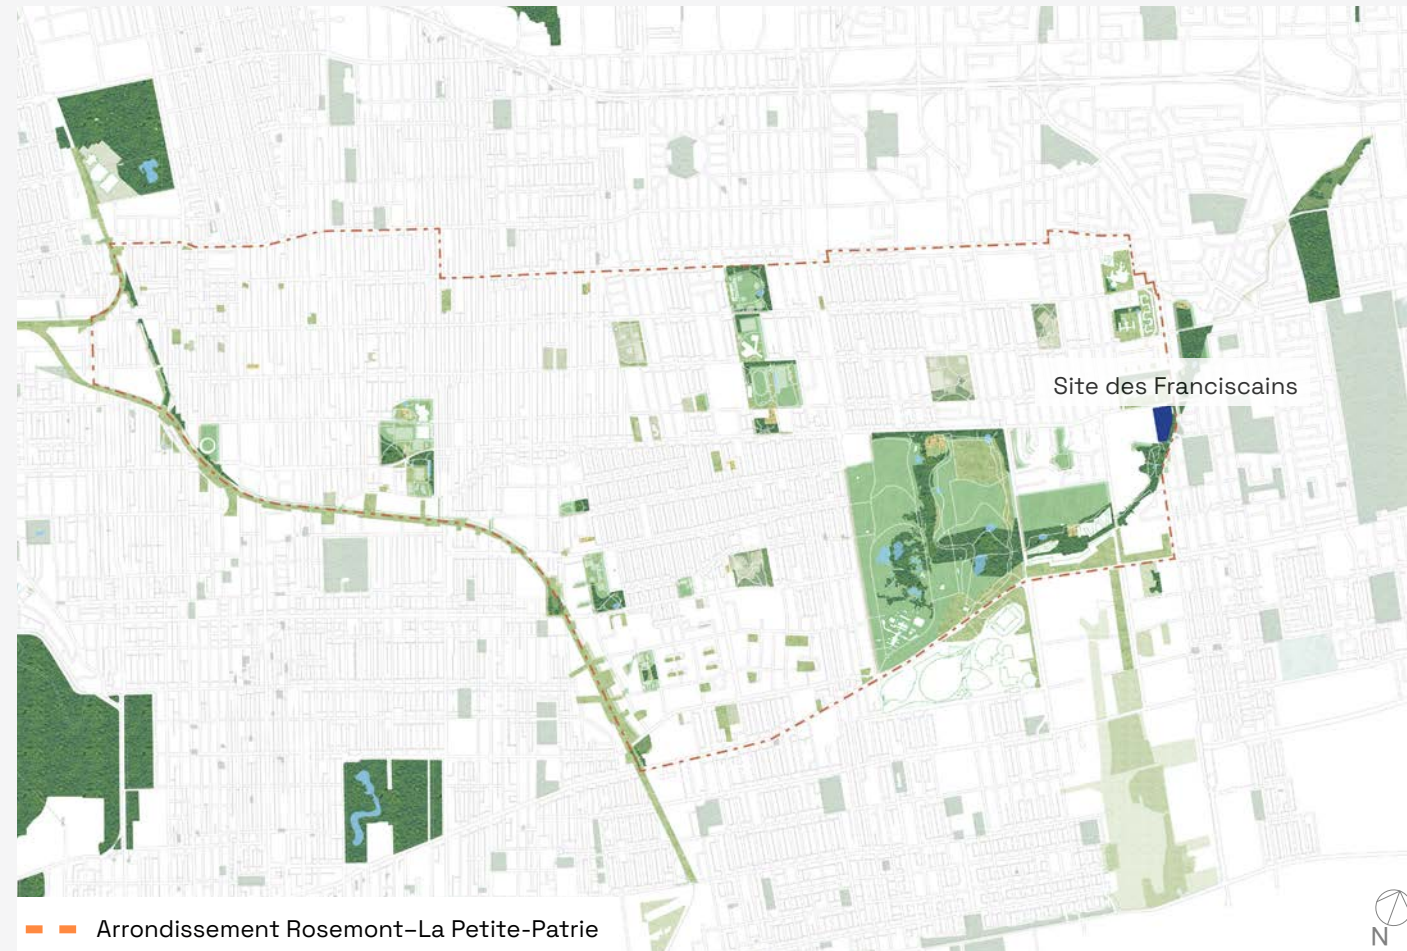 Site des Franciscains
Arrondissement Rosemont–La Petite-Patrie
N